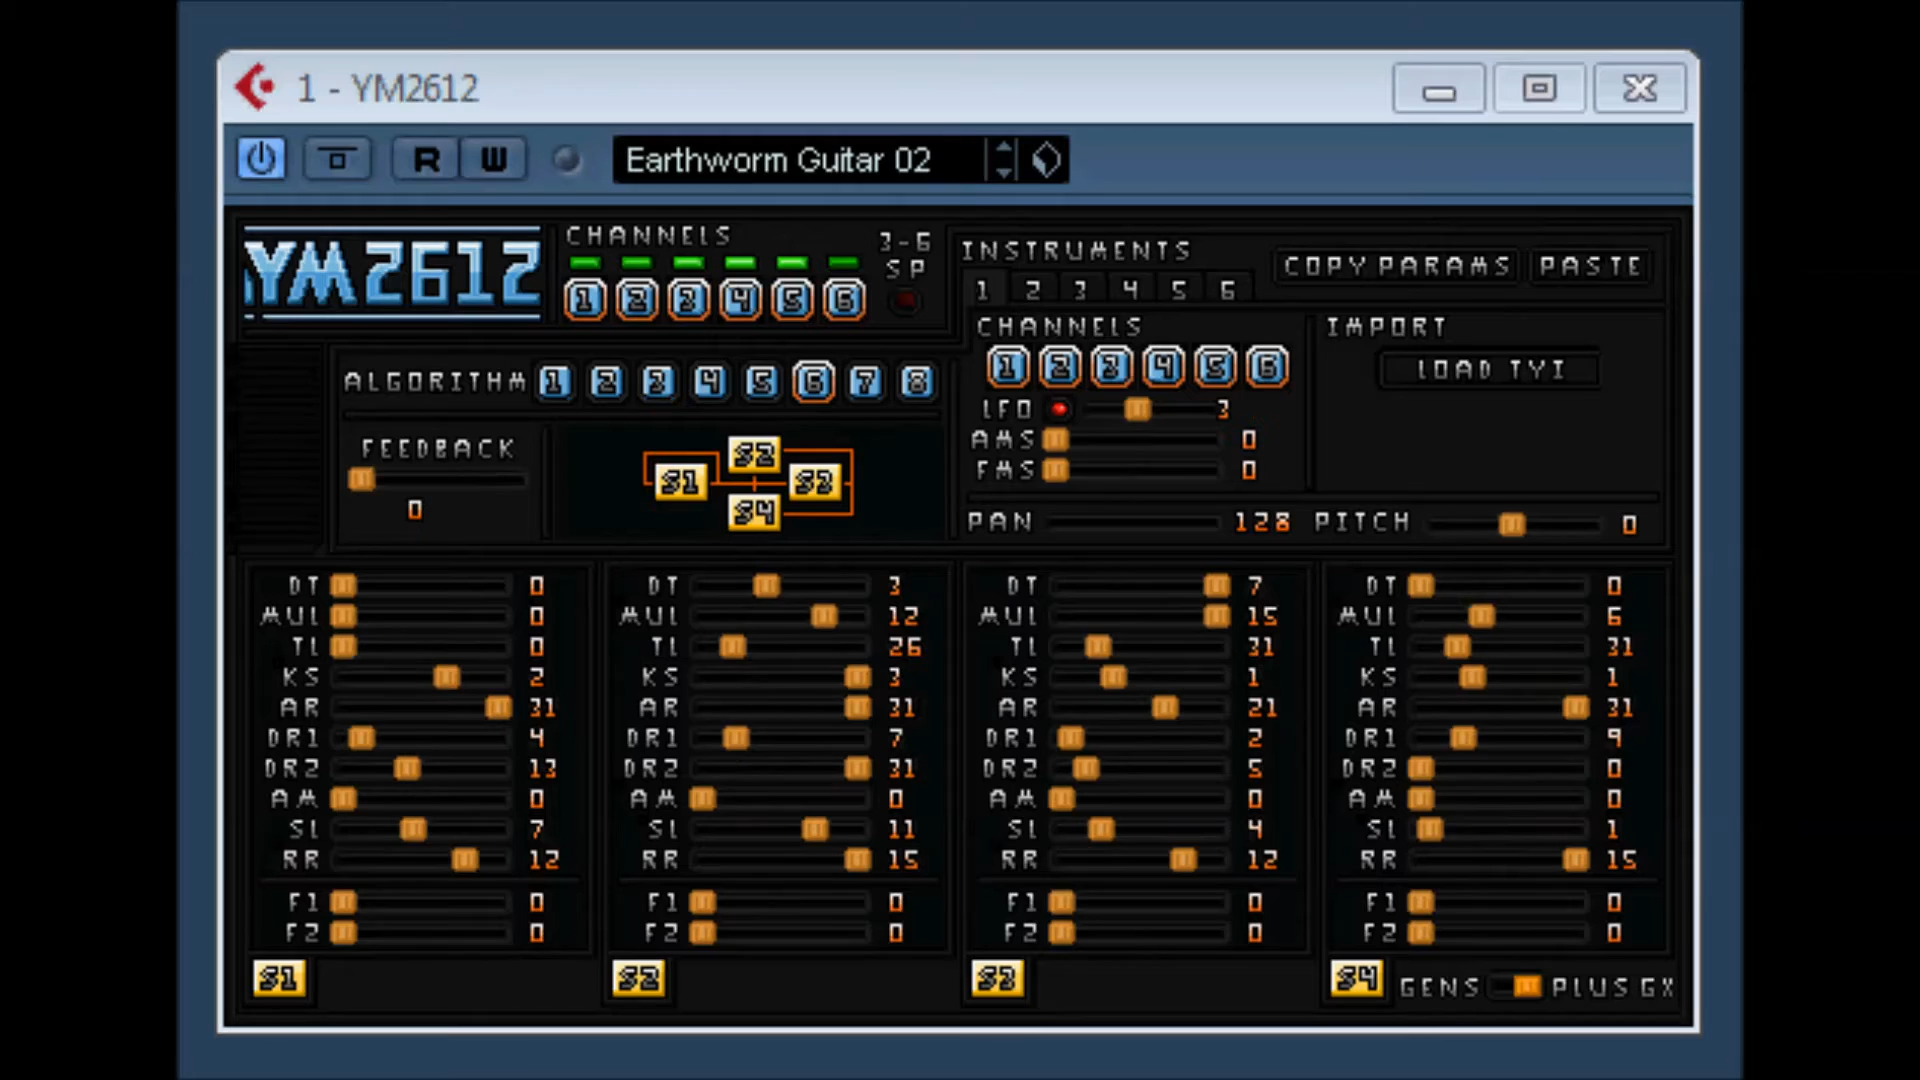 1 - YM2612
R W Earthworm Guitar 02
YM2612
CHANNELS
1 2 3 4 5 6
3-6
SP
INSTRUMENTS
1 2 3 4 5 6
COPY PARAMS PASTE
CHANNELS
1 2 3 4 5 6
IMPORT
LOAD TYI
LFO 3
AMS 0
FMS 0
PAN 128 PITCH 0
ALGORITHM 1 2 3 4 5 6 7 8
FEEDBACK
0
S2
S1 S3
S4
DT 0
MUL 0
TL 0
KS 2
AR 31
DR1 4
DR2 13
AM 0
SL 7
RR 12
F1 0
F2 0
S1
DT 3
MUL 12
TL 26
KS 3
AR 31
DR1 7
DR2 31
AM 0
SL 11
RR 15
F1 0
F2 0
S2
DT 7
MUL 15
TL 31
KS 1
AR 21
DR1 2
DR2 5
AM 0
SL 4
RR 12
F1 0
F2 0
S3
DT 0
MUL 6
TL 31
KS 1
AR 31
DR1 9
DR2 0
AM 0
SL 1
RR 15
F1 0
F2 0
S4
GENS PLUS GX